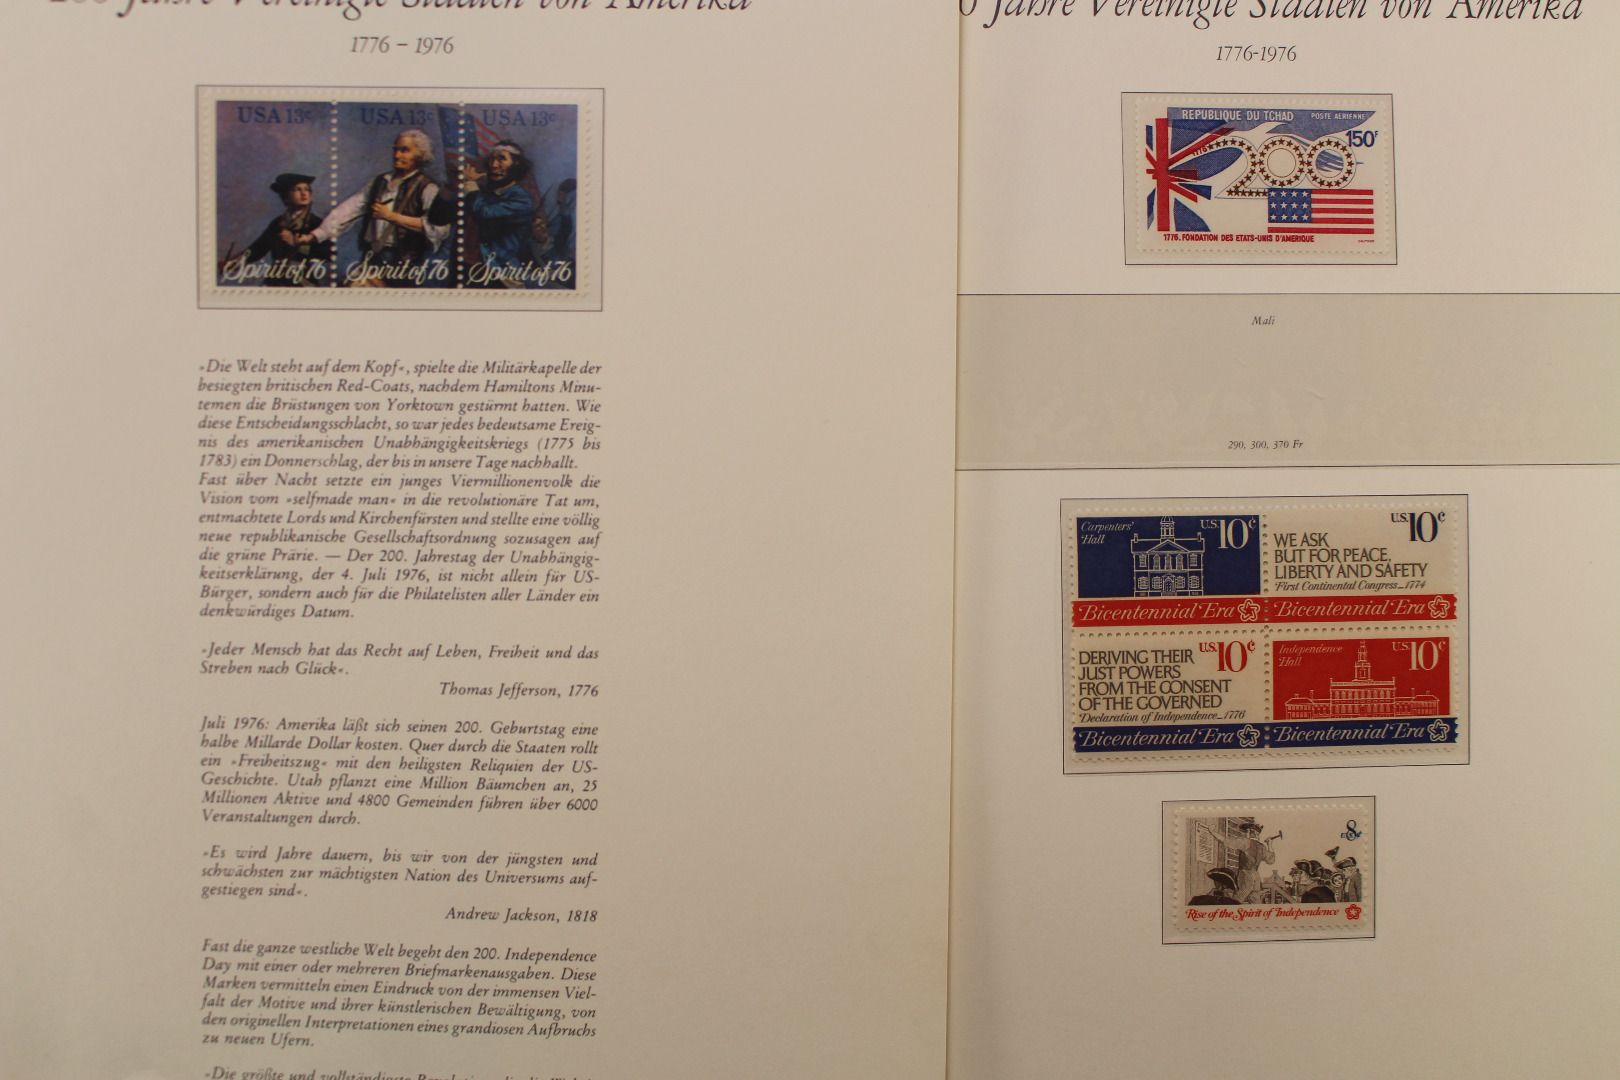 Jahre Vereinigte Staaten von Amerika
1776 – 1976
USA 13c USA 13c USA 13c
Spirit of 76 Spirit of 76 Spirit of 76
»Die Welt steht auf dem Kopf«, spielte die Militärkapelle der
besiegten britischen Red-Coats, nachdem Hamiltons Minu-
temen die Brüstungen von Yorktown gestürmt hatten. Wie
diese Entscheidungsschlacht, so war jedes bedeutsame Ereig-
nis des amerikanischen Unabhängigkeitskriegs (1775 bis
1783) ein Donnerschlag, der bis in unsere Tage nachhallt.
Fast über Nacht setzte ein junges Viermillionenvolk die
Vision vom »selfmade man« in die revolutionäre Tat um,
entmachtete Lords und Kirchenfürsten und stellte eine völlig
neue republikanische Gesellschaftsordnung sozusagen auf
die grüne Prärie. — Der 200. Jahrestag der Unabhängig-
keitserklärung, der 4. Juli 1976, ist nicht allein für US-
Bürger, sondern auch für die Philatelisten aller Länder ein
denkwürdiges Datum.
»Jeder Mensch hat das Recht auf Leben, Freiheit und das
Streben nach Glück«.
Thomas Jefferson, 1776
Juli 1976: Amerika läßt sich seinen 200. Geburtstag eine
halbe Millarde Dollar kosten. Quer durch die Staaten rollt
ein »Freiheitszug« mit den heiligsten Reliquien der US-
Geschichte. Utah pflanzt eine Million Bäumchen an, 25
Millionen Aktive und 4800 Gemeinden führen über 6000
Veranstaltungen durch.
»Es wird Jahre dauern, bis wir von der jüngsten und
schwächsten zur mächtigsten Nation des Universums auf-
gestiegen sind«.
Andrew Jackson, 1818
Fast die ganze westliche Welt begeht den 200. Independence
Day mit einer oder mehreren Briefmarkenausgaben. Diese
Marken vermitteln einen Eindruck von der immensen Viel-
falt der Motive und ihrer künstlerischen Bewältigung, von
den originellen Interpretationen eines grandiosen Aufbruchs
zu neuen Ufern.
»Die größte und vollständigste
0 Jahre Vereinigte Staaten von Amerika
1776-1976
REPUBLIQUE DU TCHAD POSTE AERIENNE
150F
1776 200
1776. FONDATION DES ETATS-UNIS D'AMERIQUE
Mali
290, 300, 370 Fr
Carpenters' Hall U.S. 10c
Bicentennial Era
U.S. 10c
WE ASK
BUT FOR PEACE,
LIBERTY AND SAFETY
First Continental Congress_1774
Bicentennial Era
U.S. 10c
DERIVING THEIR
JUST POWERS
FROM THE CONSENT
OF THE GOVERNED
Declaration of Independence_1776
Bicentennial Era
Independence Hall U.S. 10c
Bicentennial Era
8
Rise of the Spirit of Independence